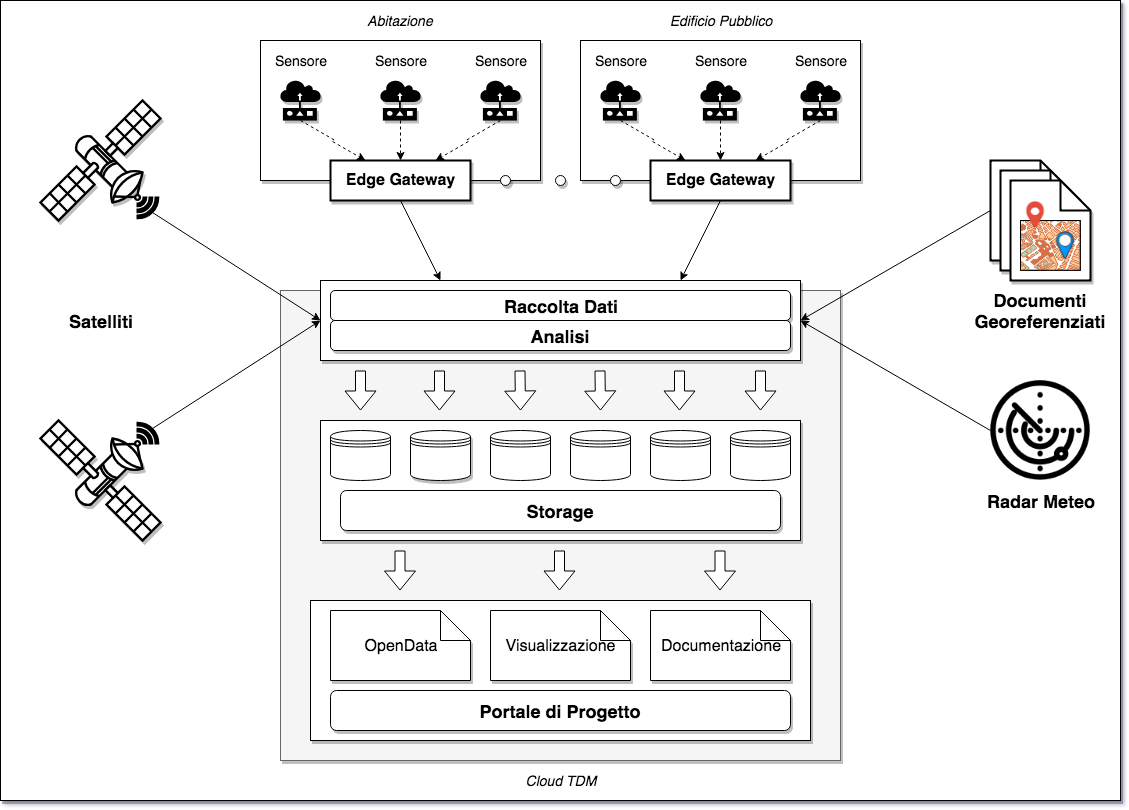 Abitazione
Edificio Pubblico
Sensore Sensore Sensore
Sensore Sensore Sensore
Edge Gateway
Edge Gateway
Satelliti
Documenti
Georeferenziati
Raccolta Dati
Analisi
Radar Meteo
Storage
OpenData
Visualizzazione
Documentazione
Portale di Progetto
Cloud TDM